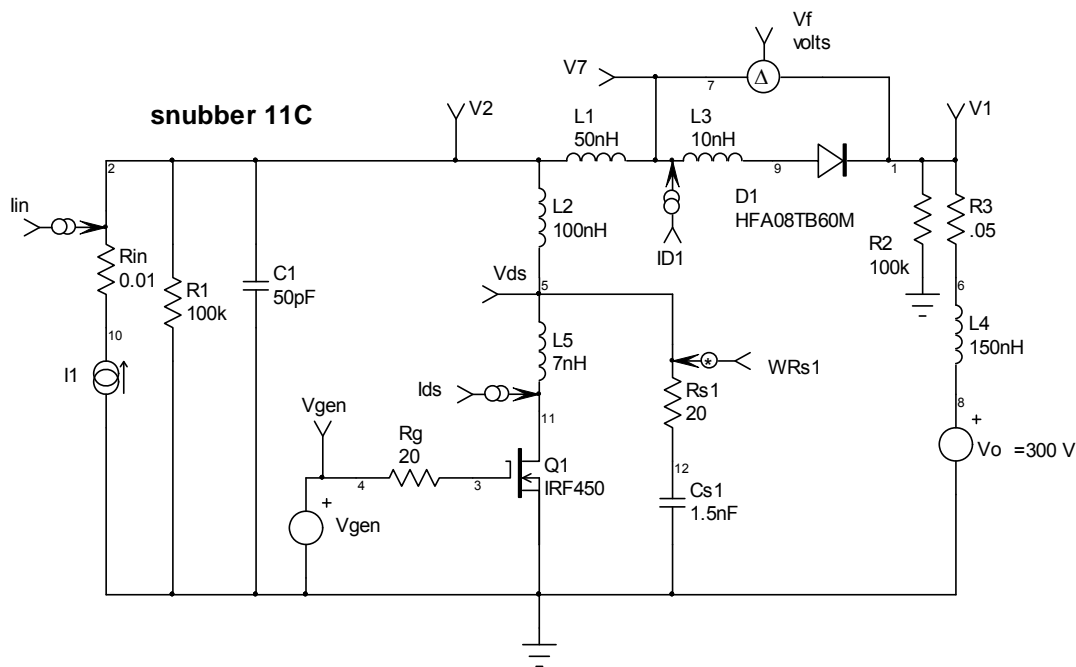 Vf
volts
V7
7
Δ
snubber 11C
V2
L1
50nH
L3
10nH
V1
2
9
1
D1
HFA08TB60M
Iin
Rin
0.01
R1
100k
C1
50pF
L2
100nH
ID1
R2
100k
R3
.05
Vds
5
6
10
I1
L5
7nH
*
WRs1
L4
150nH
Ids
Rs1
20
Vgen
11
8
Rg
20
Q1
IRF450
12
Cs1
1.5nF
+
Vo =300 V
4
3
+
Vgen